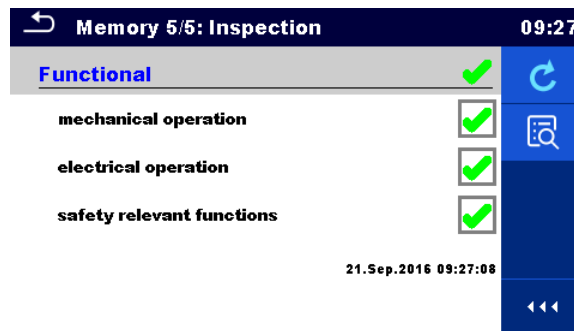 Memory 5/5: Inspection 09:27
Functional
mechanical operation
electrical operation
safety relevant functions
21.Sep.2016 09:27:08